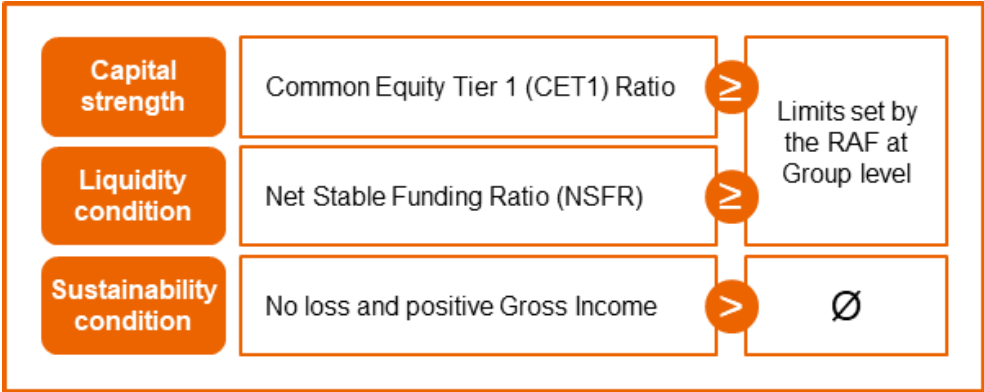 Capital
strength
Common Equity Tier 1 (CET1) Ratio
≥
Limits set by
the RAF at
Group level
Liquidity
condition
Net Stable Funding Ratio (NSFR)
≥
Sustainability
condition
No loss and positive Gross Income
>
Ø